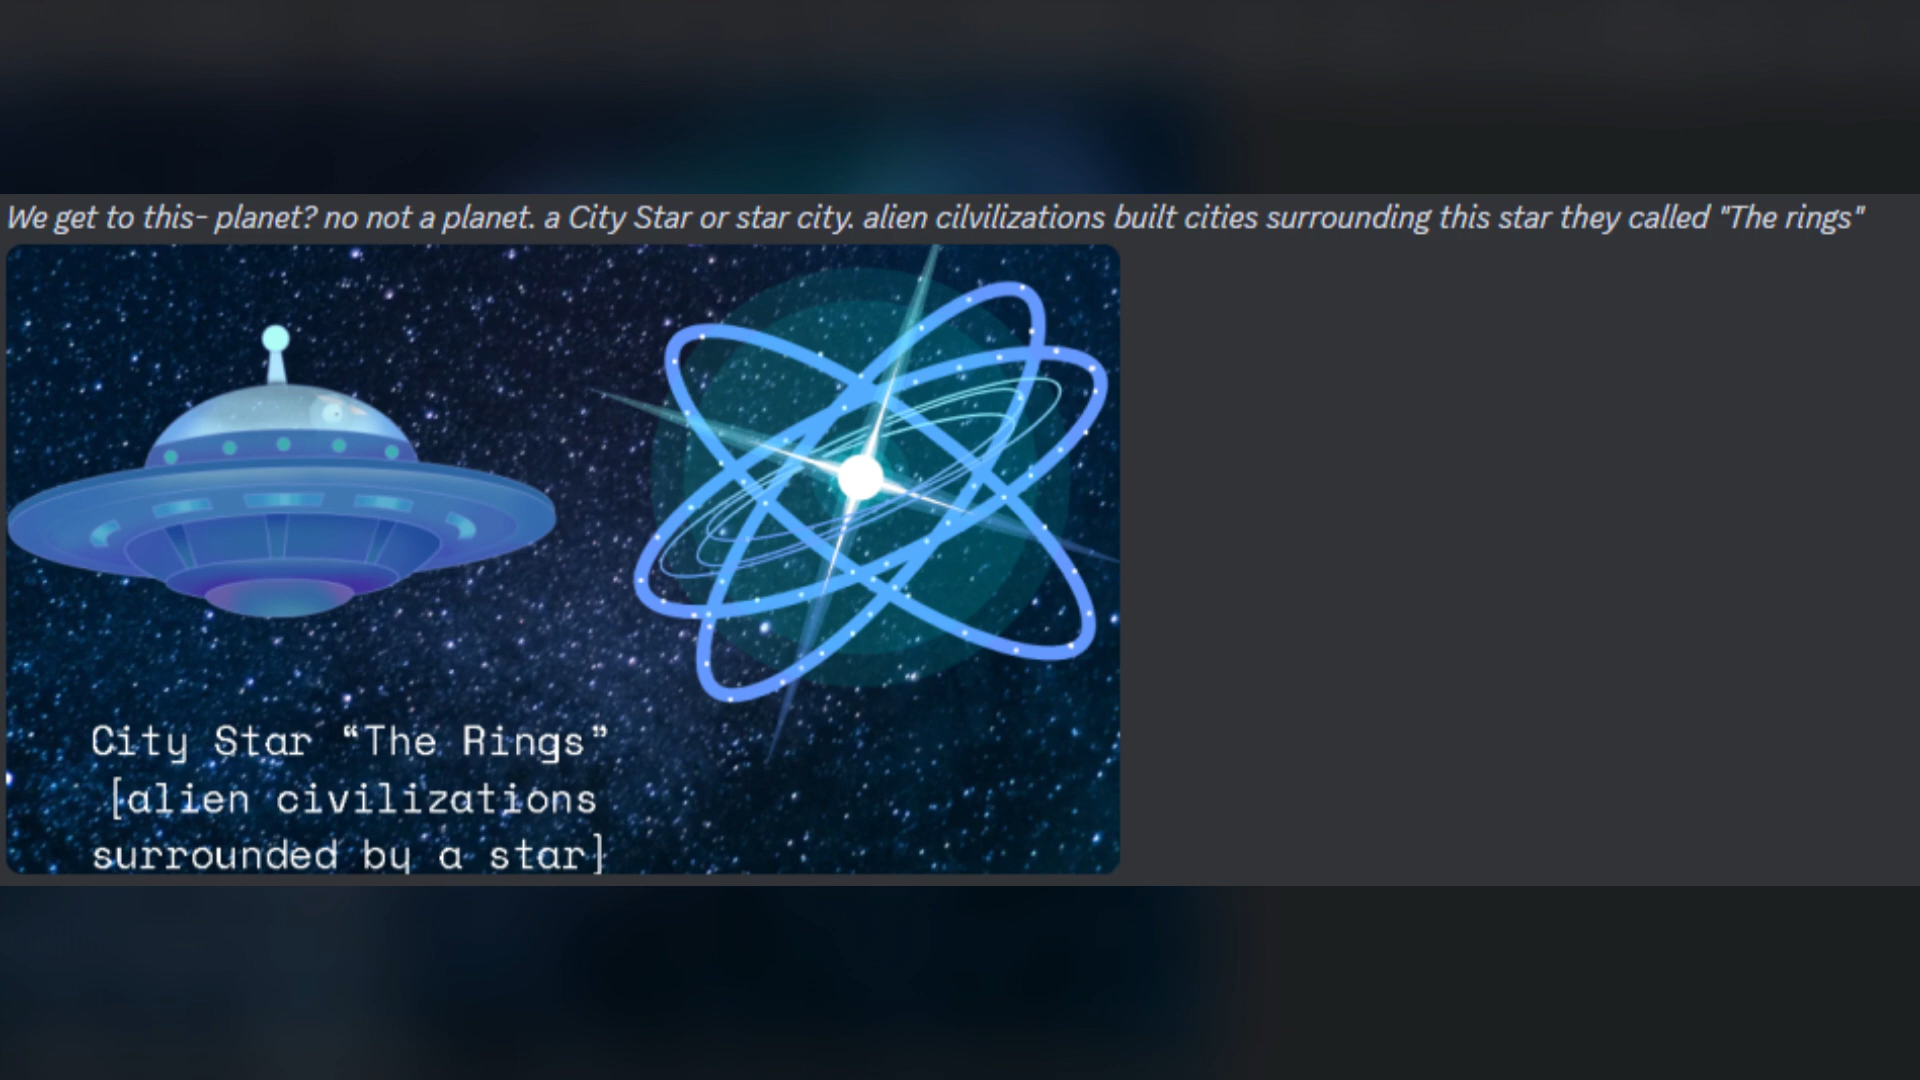 We get to this- planet? no not a planet. a City Star or star city. alien cilvilizations built cities surrounding this star they called "The rings"
City Star “The Rings”
[alien civilizations
surrounded by a star]